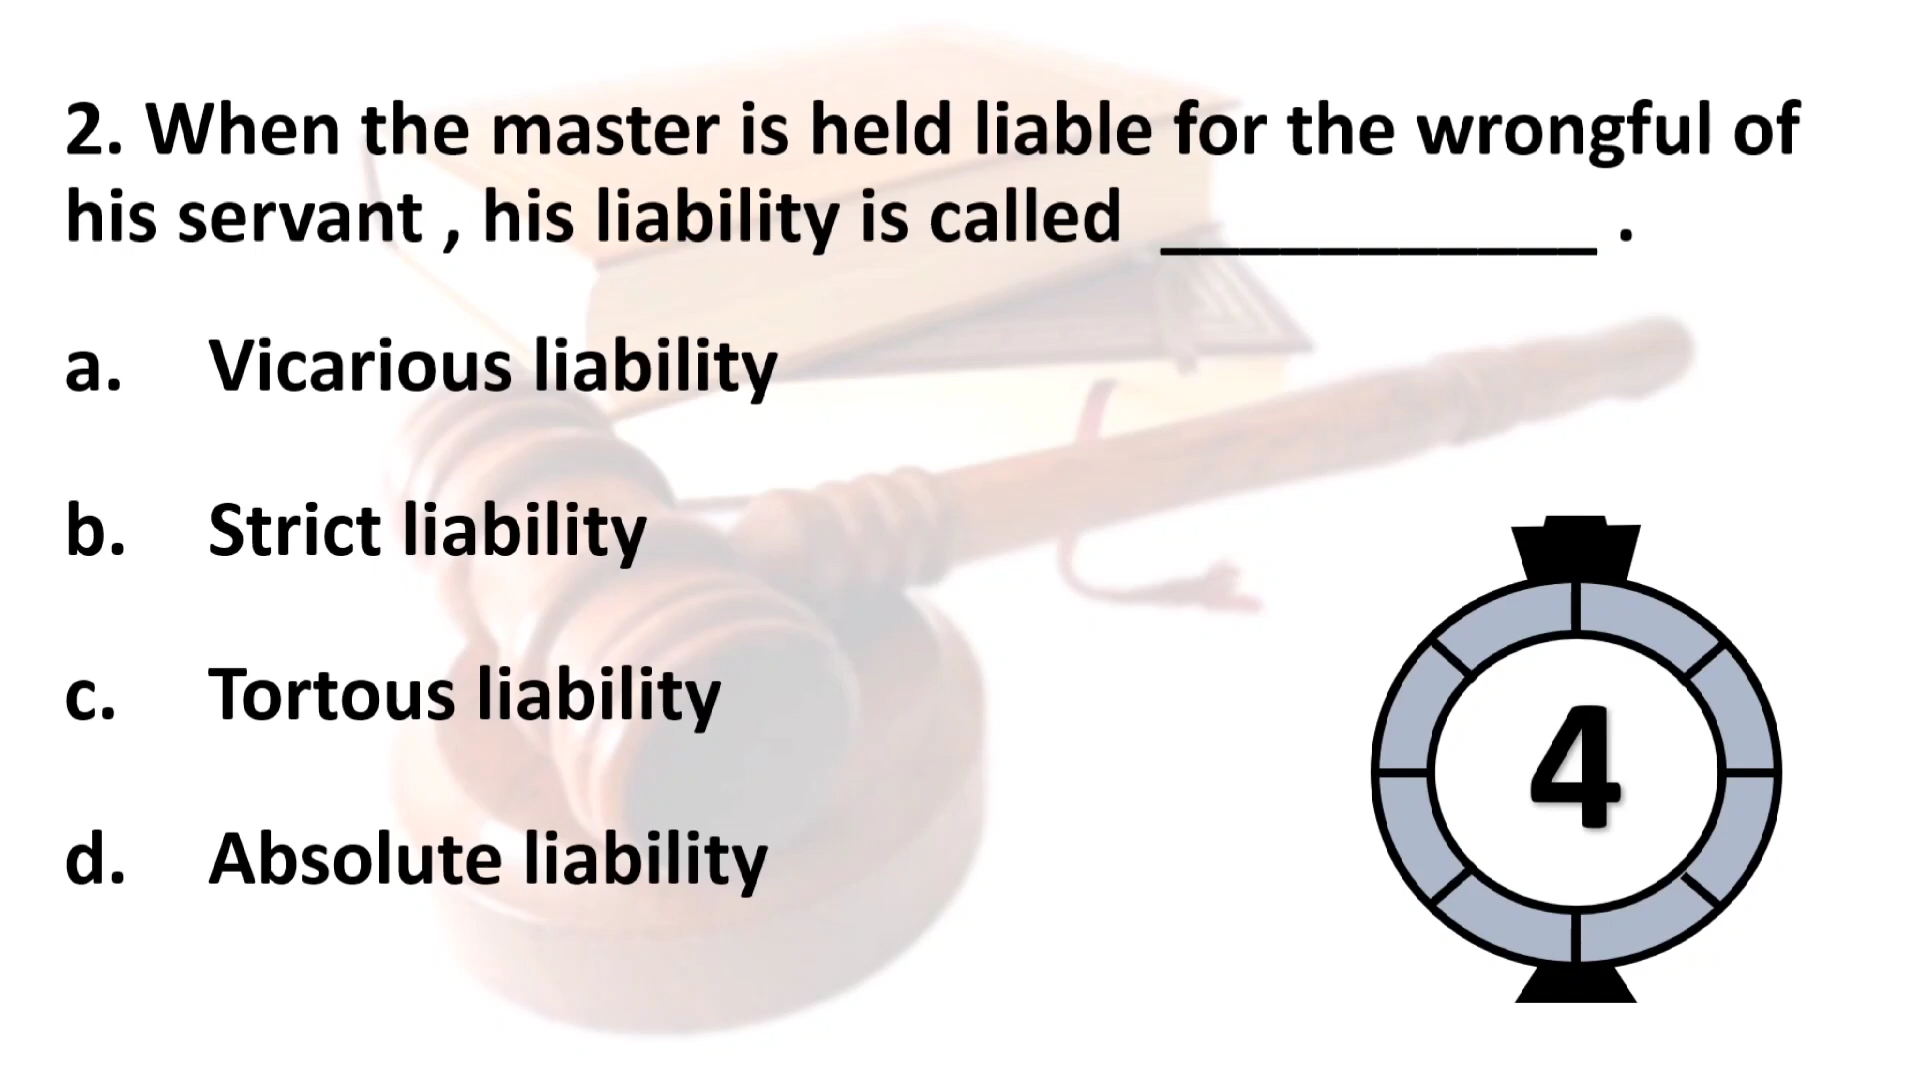 2. When the master is held liable for the wrongful of
his servant , his liability is called ____________ .
a. Vicarious liability
b. Strict liability
c. Tortous liability
d. Absolute liability
4